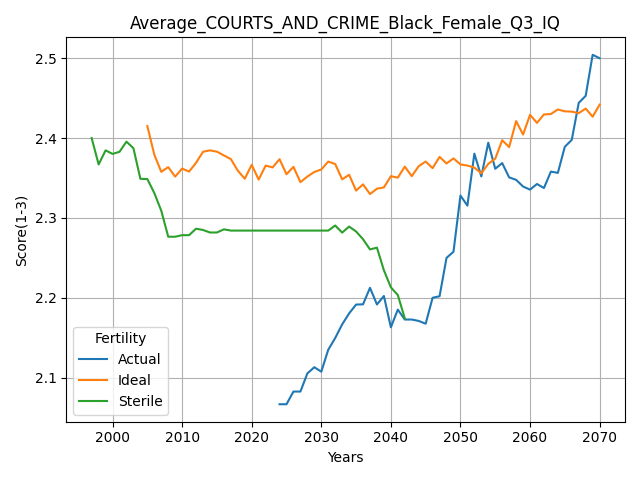 Average_COURTS_AND_CRIME_Black_Female_Q3_IQ
Score(1-3)
2.5
2.4
2.3
2.2
2.1
Fertility
Actual
Ideal
Sterile
2000 2010 2020 2030 2040 2050 2060 2070
Years